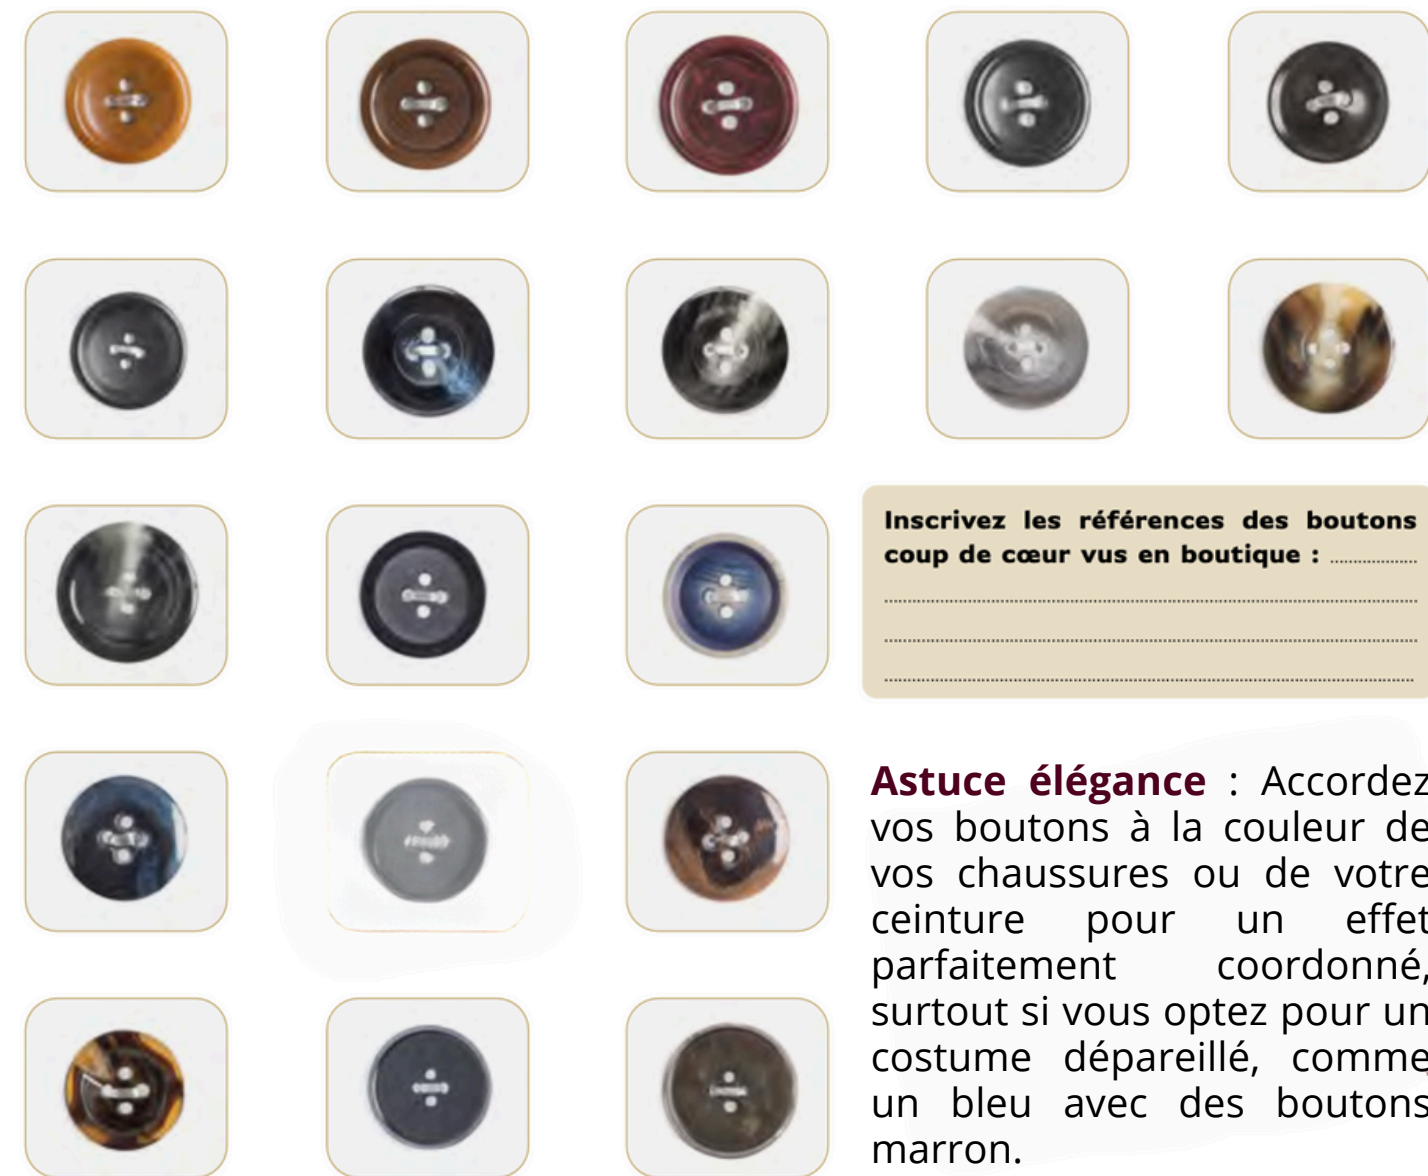 Inscrivez les références des boutons
coup de cœur vus en boutique : ...................
Astuce élégance : Accordez
vos boutons à la couleur de
vos chaussures ou de votre
ceinture pour un effet
parfaitement coordonné,
surtout si vous optez pour un
costume dépareillé, comme
un bleu avec des boutons
marron.